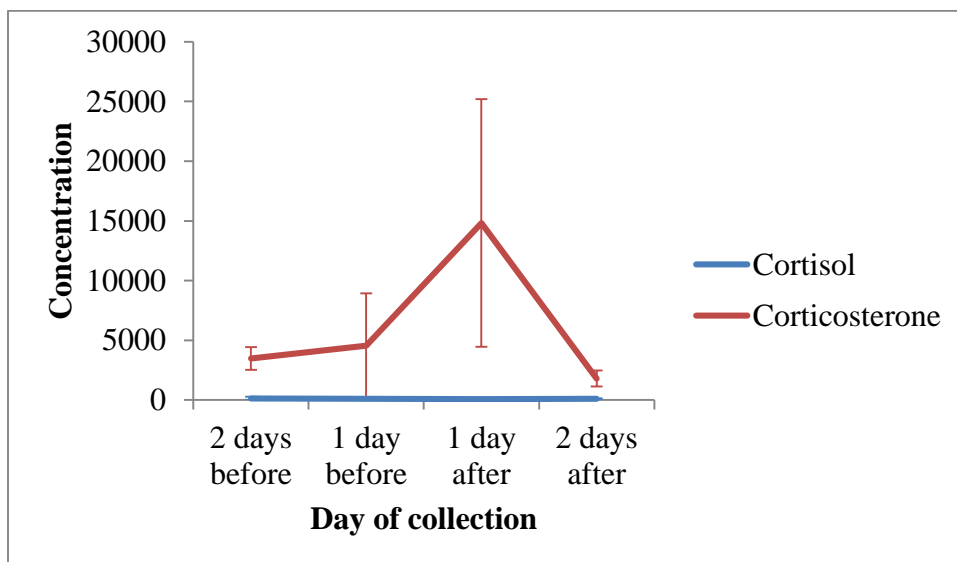 30000
25000
20000
15000
10000
5000
0
Concentration
2 days before
1 day before
1 day after
2 days after
Day of collection
Cortisol
Corticosterone